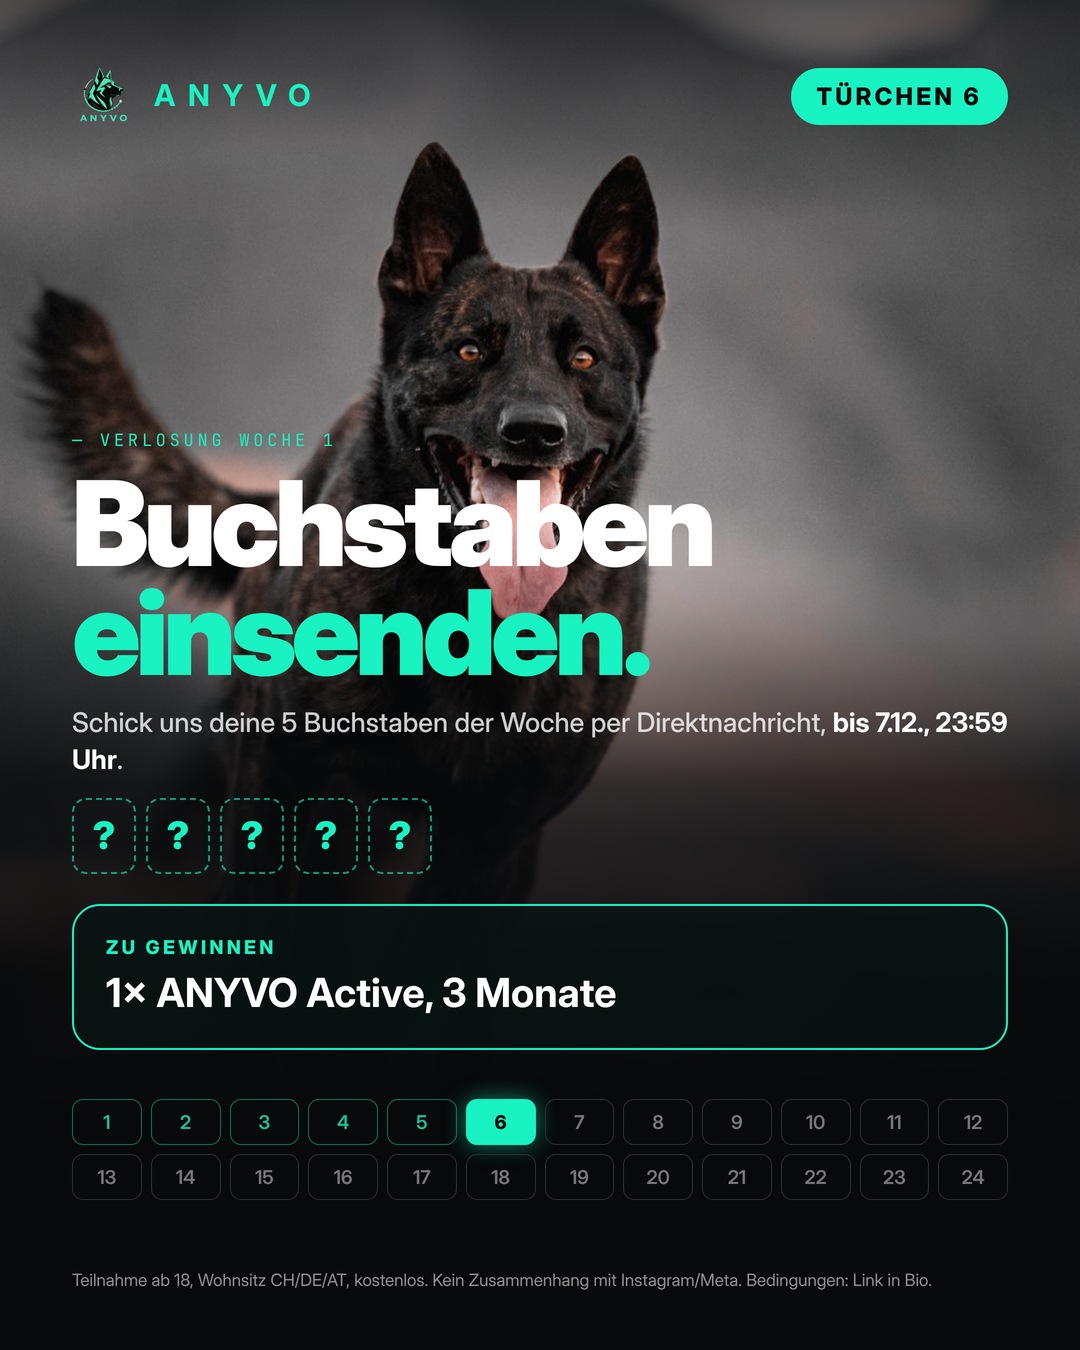 ANYVO
ANYVO
TÜRCHEN 6
— VERLOSUNG WOCHE 1
Buchstaben
einsenden.
Schick uns deine 5 Buchstaben der Woche per Direktnachricht, bis 7.12., 23:59
Uhr.
? ? ? ? ?
ZU GEWINNEN
1× ANYVO Active, 3 Monate
1 2 3 4 5 6 7 8 9 10 11 12
13 14 15 16 17 18 19 20 21 22 23 24
Teilnahme ab 18, Wohnsitz CH/DE/AT, kostenlos. Kein Zusammenhang mit Instagram/Meta. Bedingungen: Link in Bio.